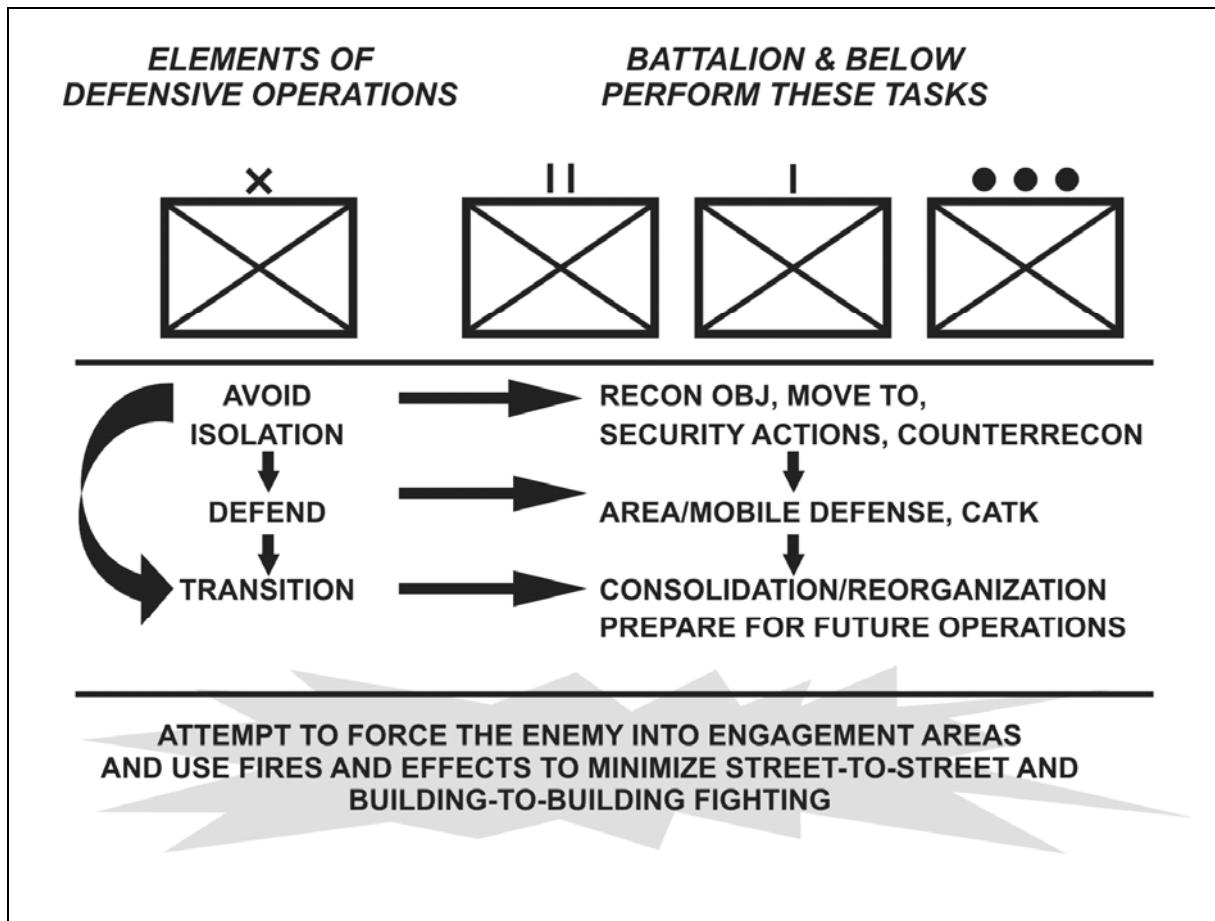 ELEMENTS OF
DEFENSIVE OPERATIONS
BATTALION & BELOW
PERFORM THESE TASKS
AVOID
ISOLATION
RECON OBJ, MOVE TO,
SECURITY ACTIONS, COUNTERRECON
DEFEND
AREA/MOBILE DEFENSE, CATK
TRANSITION
CONSOLIDATION/REORGANIZATION
PREPARE FOR FUTURE OPERATIONS
ATTEMPT TO FORCE THE ENEMY INTO ENGAGEMENT AREAS
AND USE FIRES AND EFFECTS TO MINIMIZE STREET-TO-STREET AND
BUILDING-TO-BUILDING FIGHTING